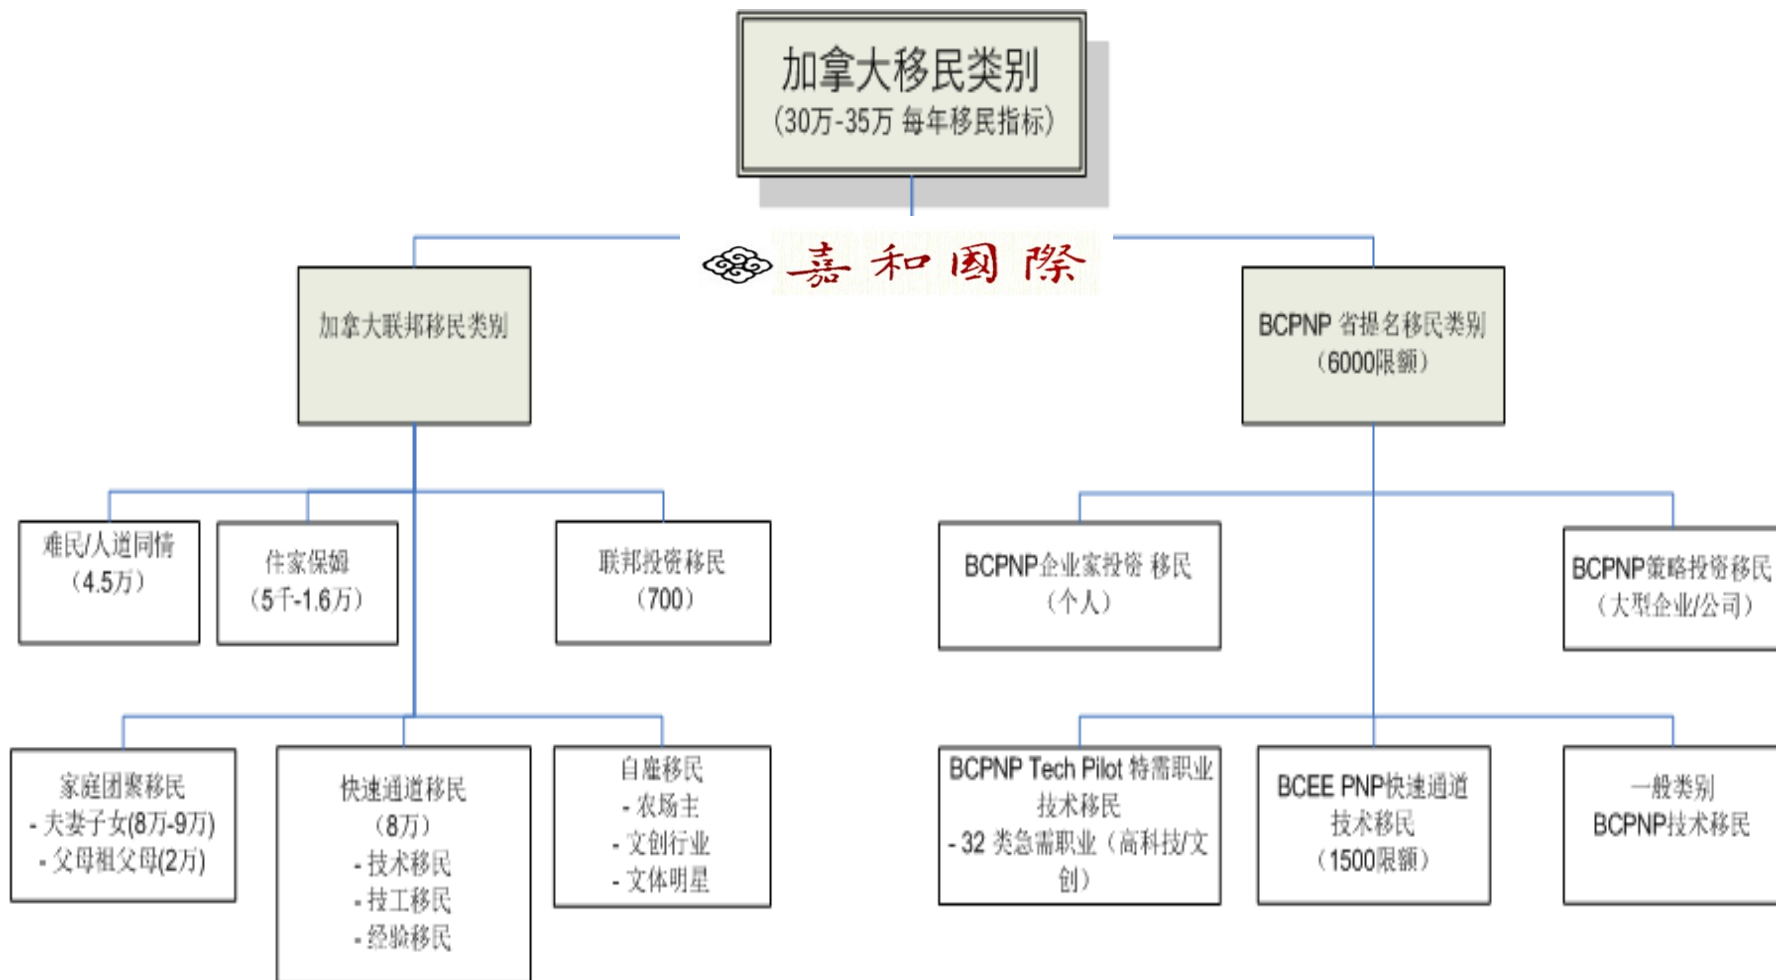 加拿大移民类别
(30万-35万 每年移民指标)
嘉和國際
加拿大联邦移民类别
BCPNP 省提名移民类别
（6000限额）
难民/人道同情
（4.5万）
住家保姆
（5千-1.6万）
联邦投资移民
（700）
BCPNP企业家投资 移民
（个人）
BCPNP策略投资移民
（大型企业/公司）
家庭团聚移民
- 夫妻子女(8万-9万)
- 父母祖父母(2万)
快速通道移民
（8万）
- 技术移民
- 技工移民
- 经验移民
自雇移民
- 农场主
- 文创行业
- 文体明星
BCPNP Tech Pilot 特需职业
技术移民
- 32 类急需职业（高科技/文
创）
BCEE PNP快速通道
技术移民
（1500限额）
一般类别
BCPNP技术移民